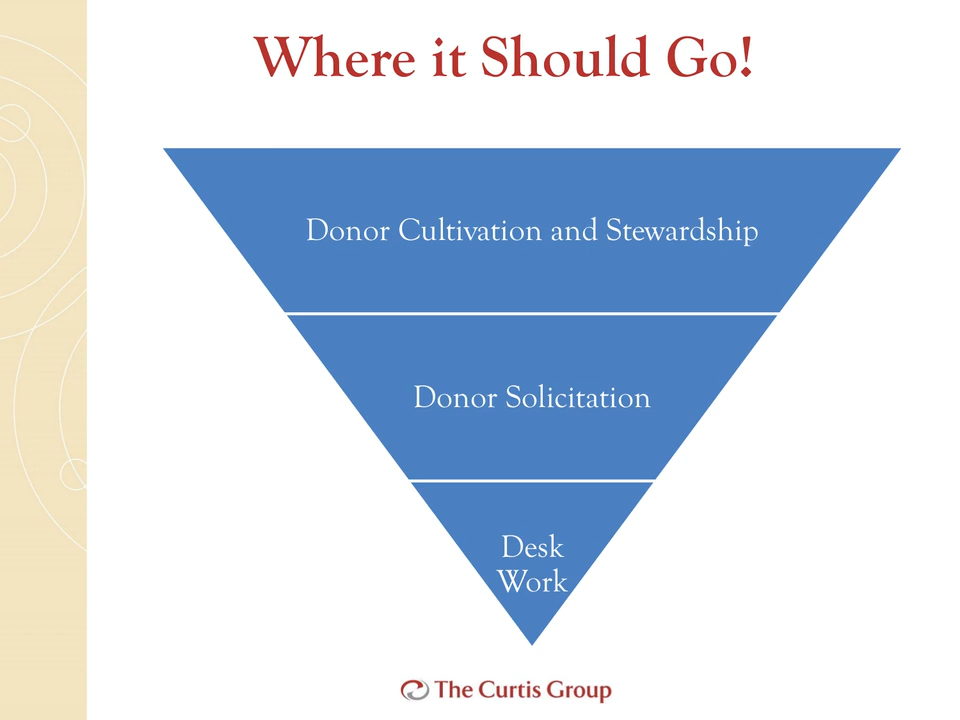 Where it Should Go!
Donor Cultivation and Stewardship
Donor Solicitation
Desk
Work
The Curtis Group